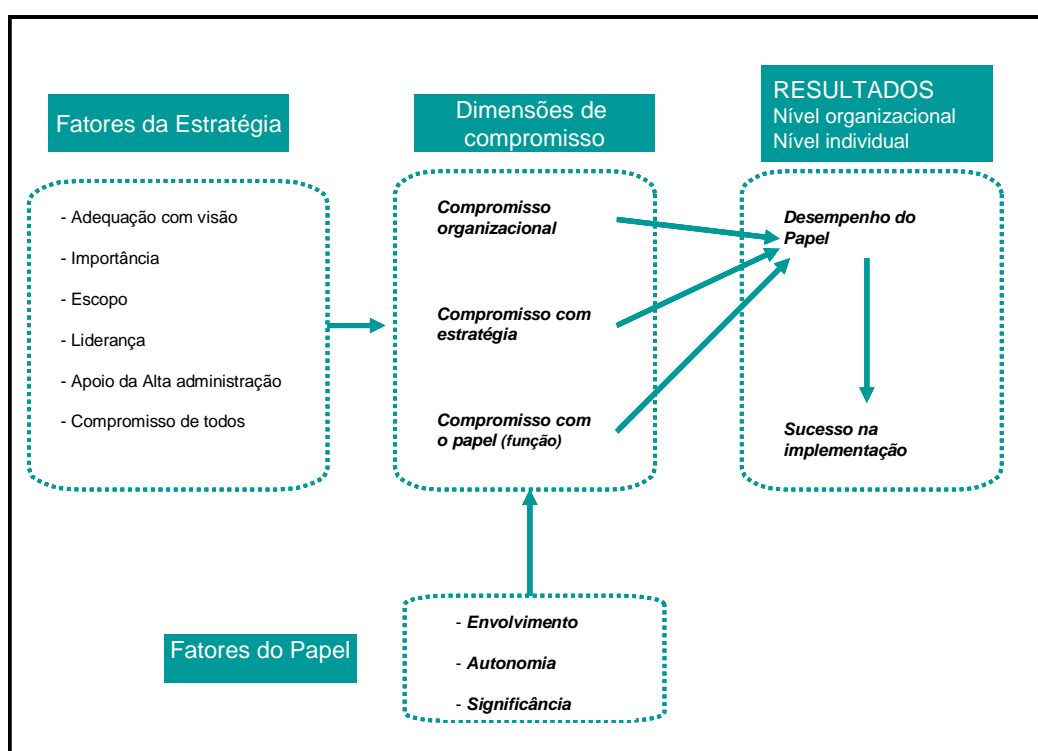 Fatores da Estratégia
- Adequação com visão
- Importância
- Escopo
- Liderança
- Apoio da Alta administração
- Compromisso de todos
Dimensões de
compromisso
Compromisso
organizacional
Compromisso com
estratégia
Compromisso com
o papel (função)
RESULTADOS
Nível organizacional
Nível individual
Desempenho do
Papel
Sucesso na
implementação
Fatores do Papel
- Envolvimento
- Autonomia
- Significância